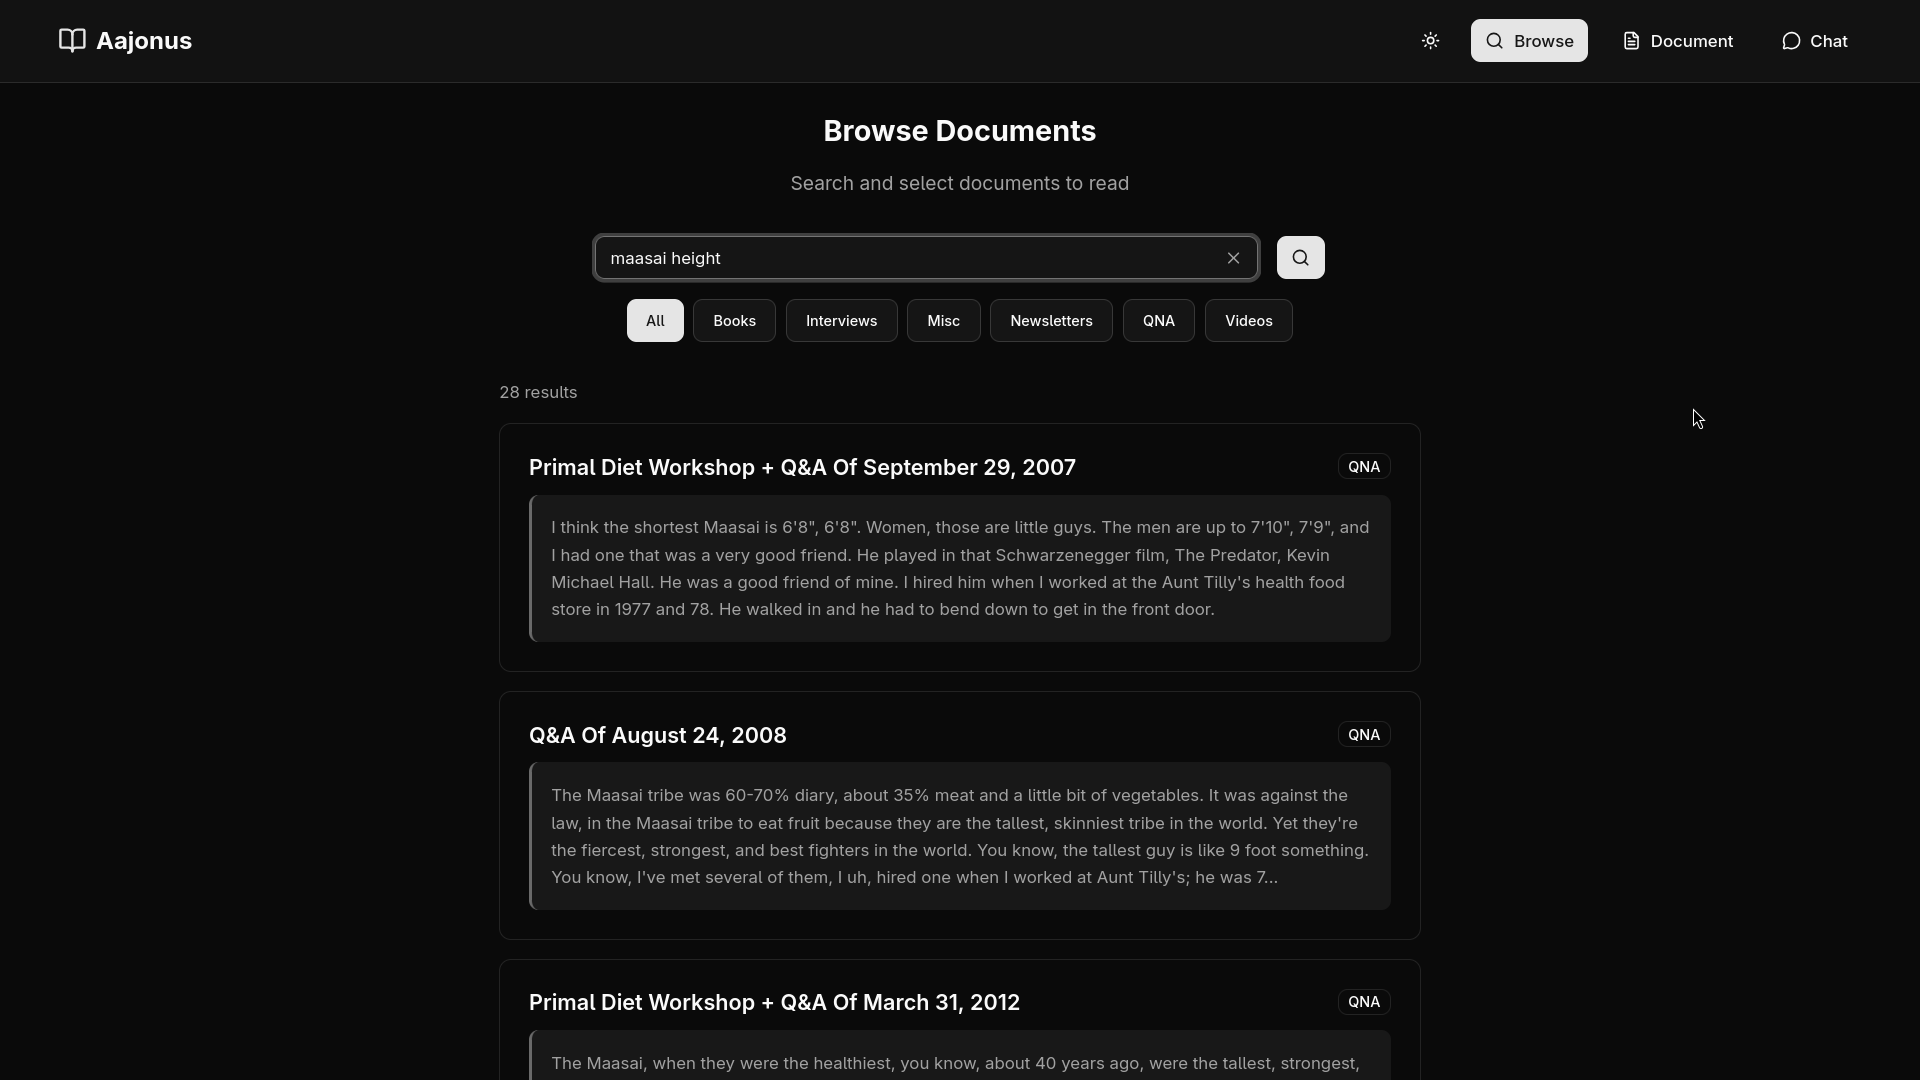 Aajonus
Browse
Document
Chat
Browse Documents
Search and select documents to read
maasai height
All
Books
Interviews
Misc
Newsletters
QNA
Videos
28 results
Primal Diet Workshop + Q&A Of September 29, 2007
QNA
I think the shortest Maasai is 6'8", 6'8". Women, those are little guys. The men are up to 7'10", 7'9", and
I had one that was a very good friend. He played in that Schwarzenegger film, The Predator, Kevin
Michael Hall. He was a good friend of mine. I hired him when I worked at the Aunt Tilly's health food
store in 1977 and 78. He walked in and he had to bend down to get in the front door.
Q&A Of August 24, 2008
QNA
The Maasai tribe was 60-70% diary, about 35% meat and a little bit of vegetables. It was against the
law, in the Maasai tribe to eat fruit because they are the tallest, skinniest tribe in the world. Yet they're
the fiercest, strongest, and best fighters in the world. You know, the tallest guy is like 9 foot something.
You know, I've met several of them, I uh, hired one when I worked at Aunt Tilly's; he was 7...
Primal Diet Workshop + Q&A Of March 31, 2012
QNA
The Maasai, when they were the healthiest, you know, about 40 years ago, were the tallest, strongest,